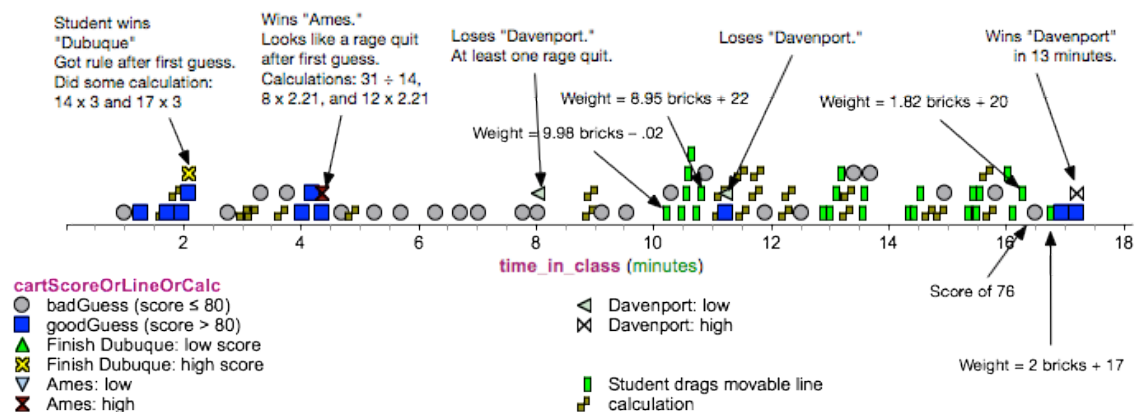 Student wins
"Dubuque"
Got rule after first guess.
Did some calculation:
14 x 3 and 17 x 3
Wins "Ames."
Looks like a rage quit
after first guess.
Calculations: 31 ÷ 14,
8 x 2.21, and 12 x 2.21
Loses "Davenport."
At least one rage quit.
Loses "Davenport."
Wins "Davenport"
in 13 minutes.
Weight = 8.95 bricks + 22
Weight = 1.82 bricks + 20
Weight = 9.98 bricks – .02
2 4 6 8 10 12 14 16 18
time_in_class (minutes)
Score of 76
Weight = 2 bricks + 17
cartScoreOrLineOrCalc
badGuess (score ≤ 80)
goodGuess (score > 80)
Finish Dubuque: low score
Finish Dubuque: high score
Ames: low
Ames: high
Davenport: low
Davenport: high
Student drags movable line
calculation